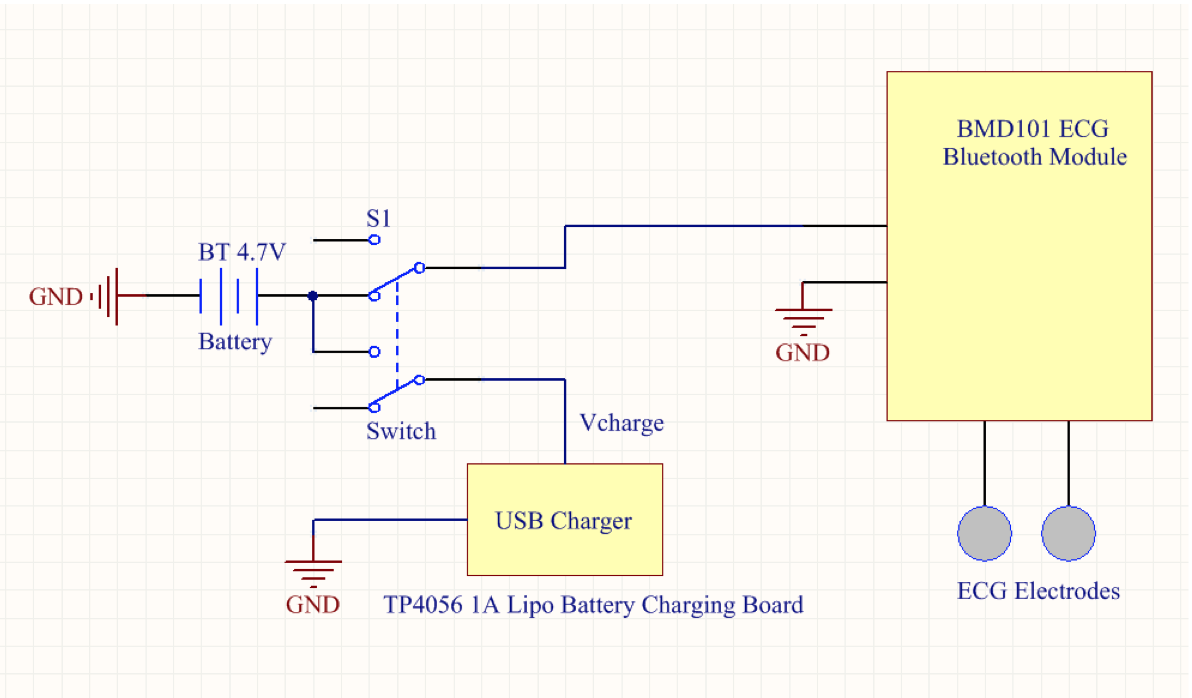 BMD101 ECG
Bluetooth Module
S1
BT 4.7V
GND
Battery
GND
Switch
Vcharge
USB Charger
GND
TP4056 1A Lipo Battery Charging Board
ECG Electrodes